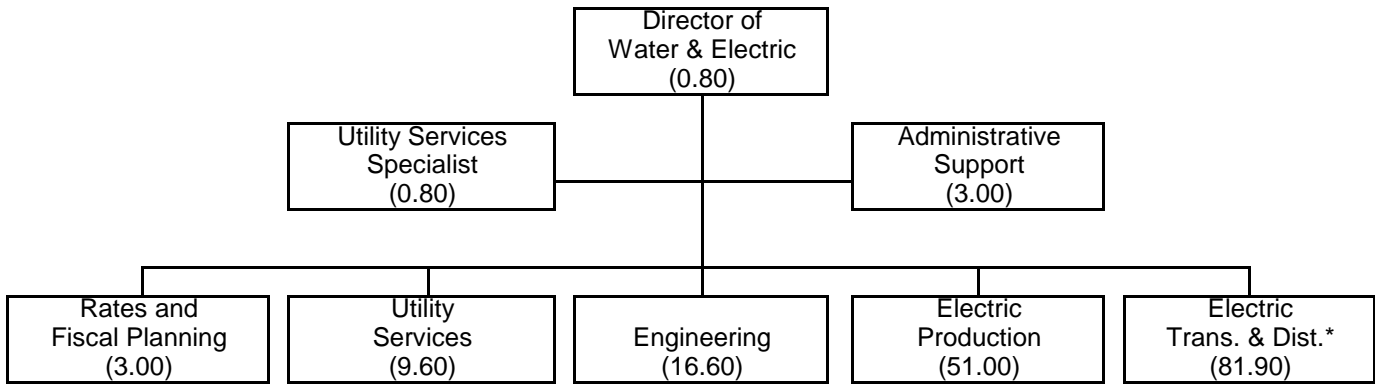 Director of
Water & Electric
(0.80)
Utility Services
Specialist
(0.80)
Administrative
Support
(3.00)
Rates and
Fiscal Planning
(3.00)
Utility
Services
(9.60)
Engineering
(16.60)
Electric
Production
(51.00)
Electric
Trans. & Dist.*
(81.90)